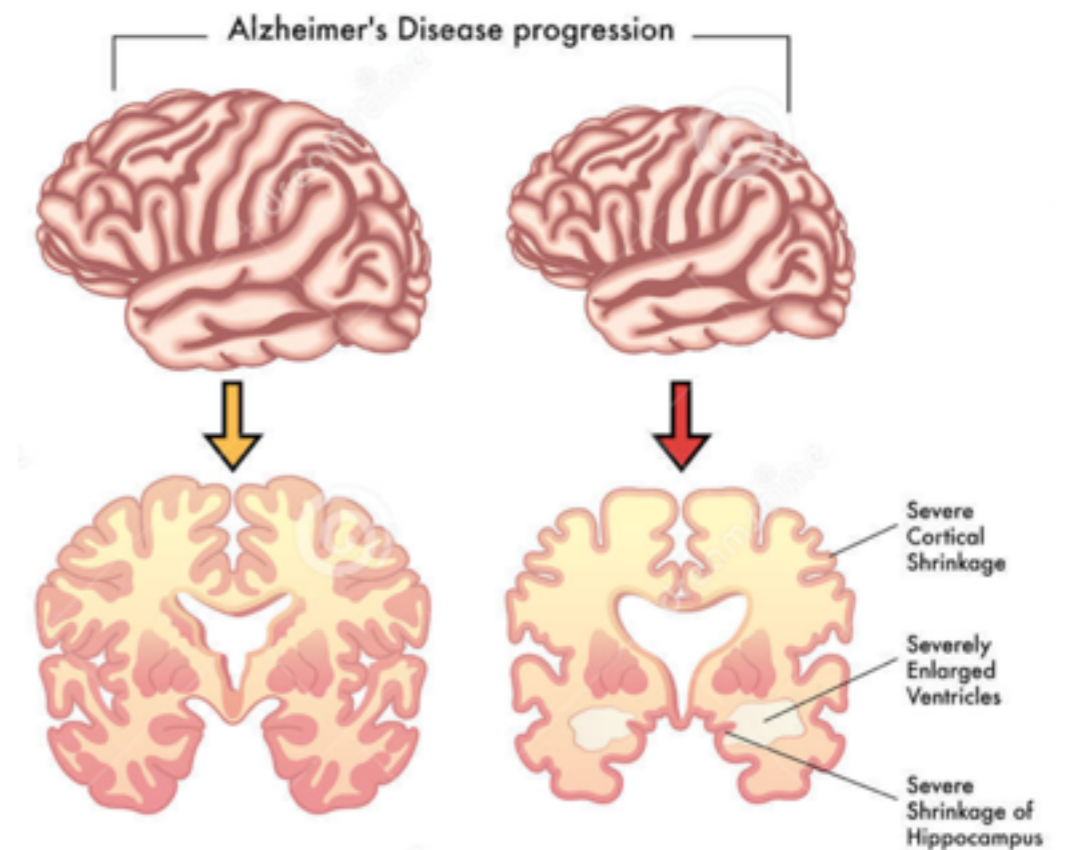 Alzheimer's Disease progression
Severe
Cortical
Shrinkage
Severely
Enlarged
Ventricles
Severe
Shrinkage of
Hippocampus